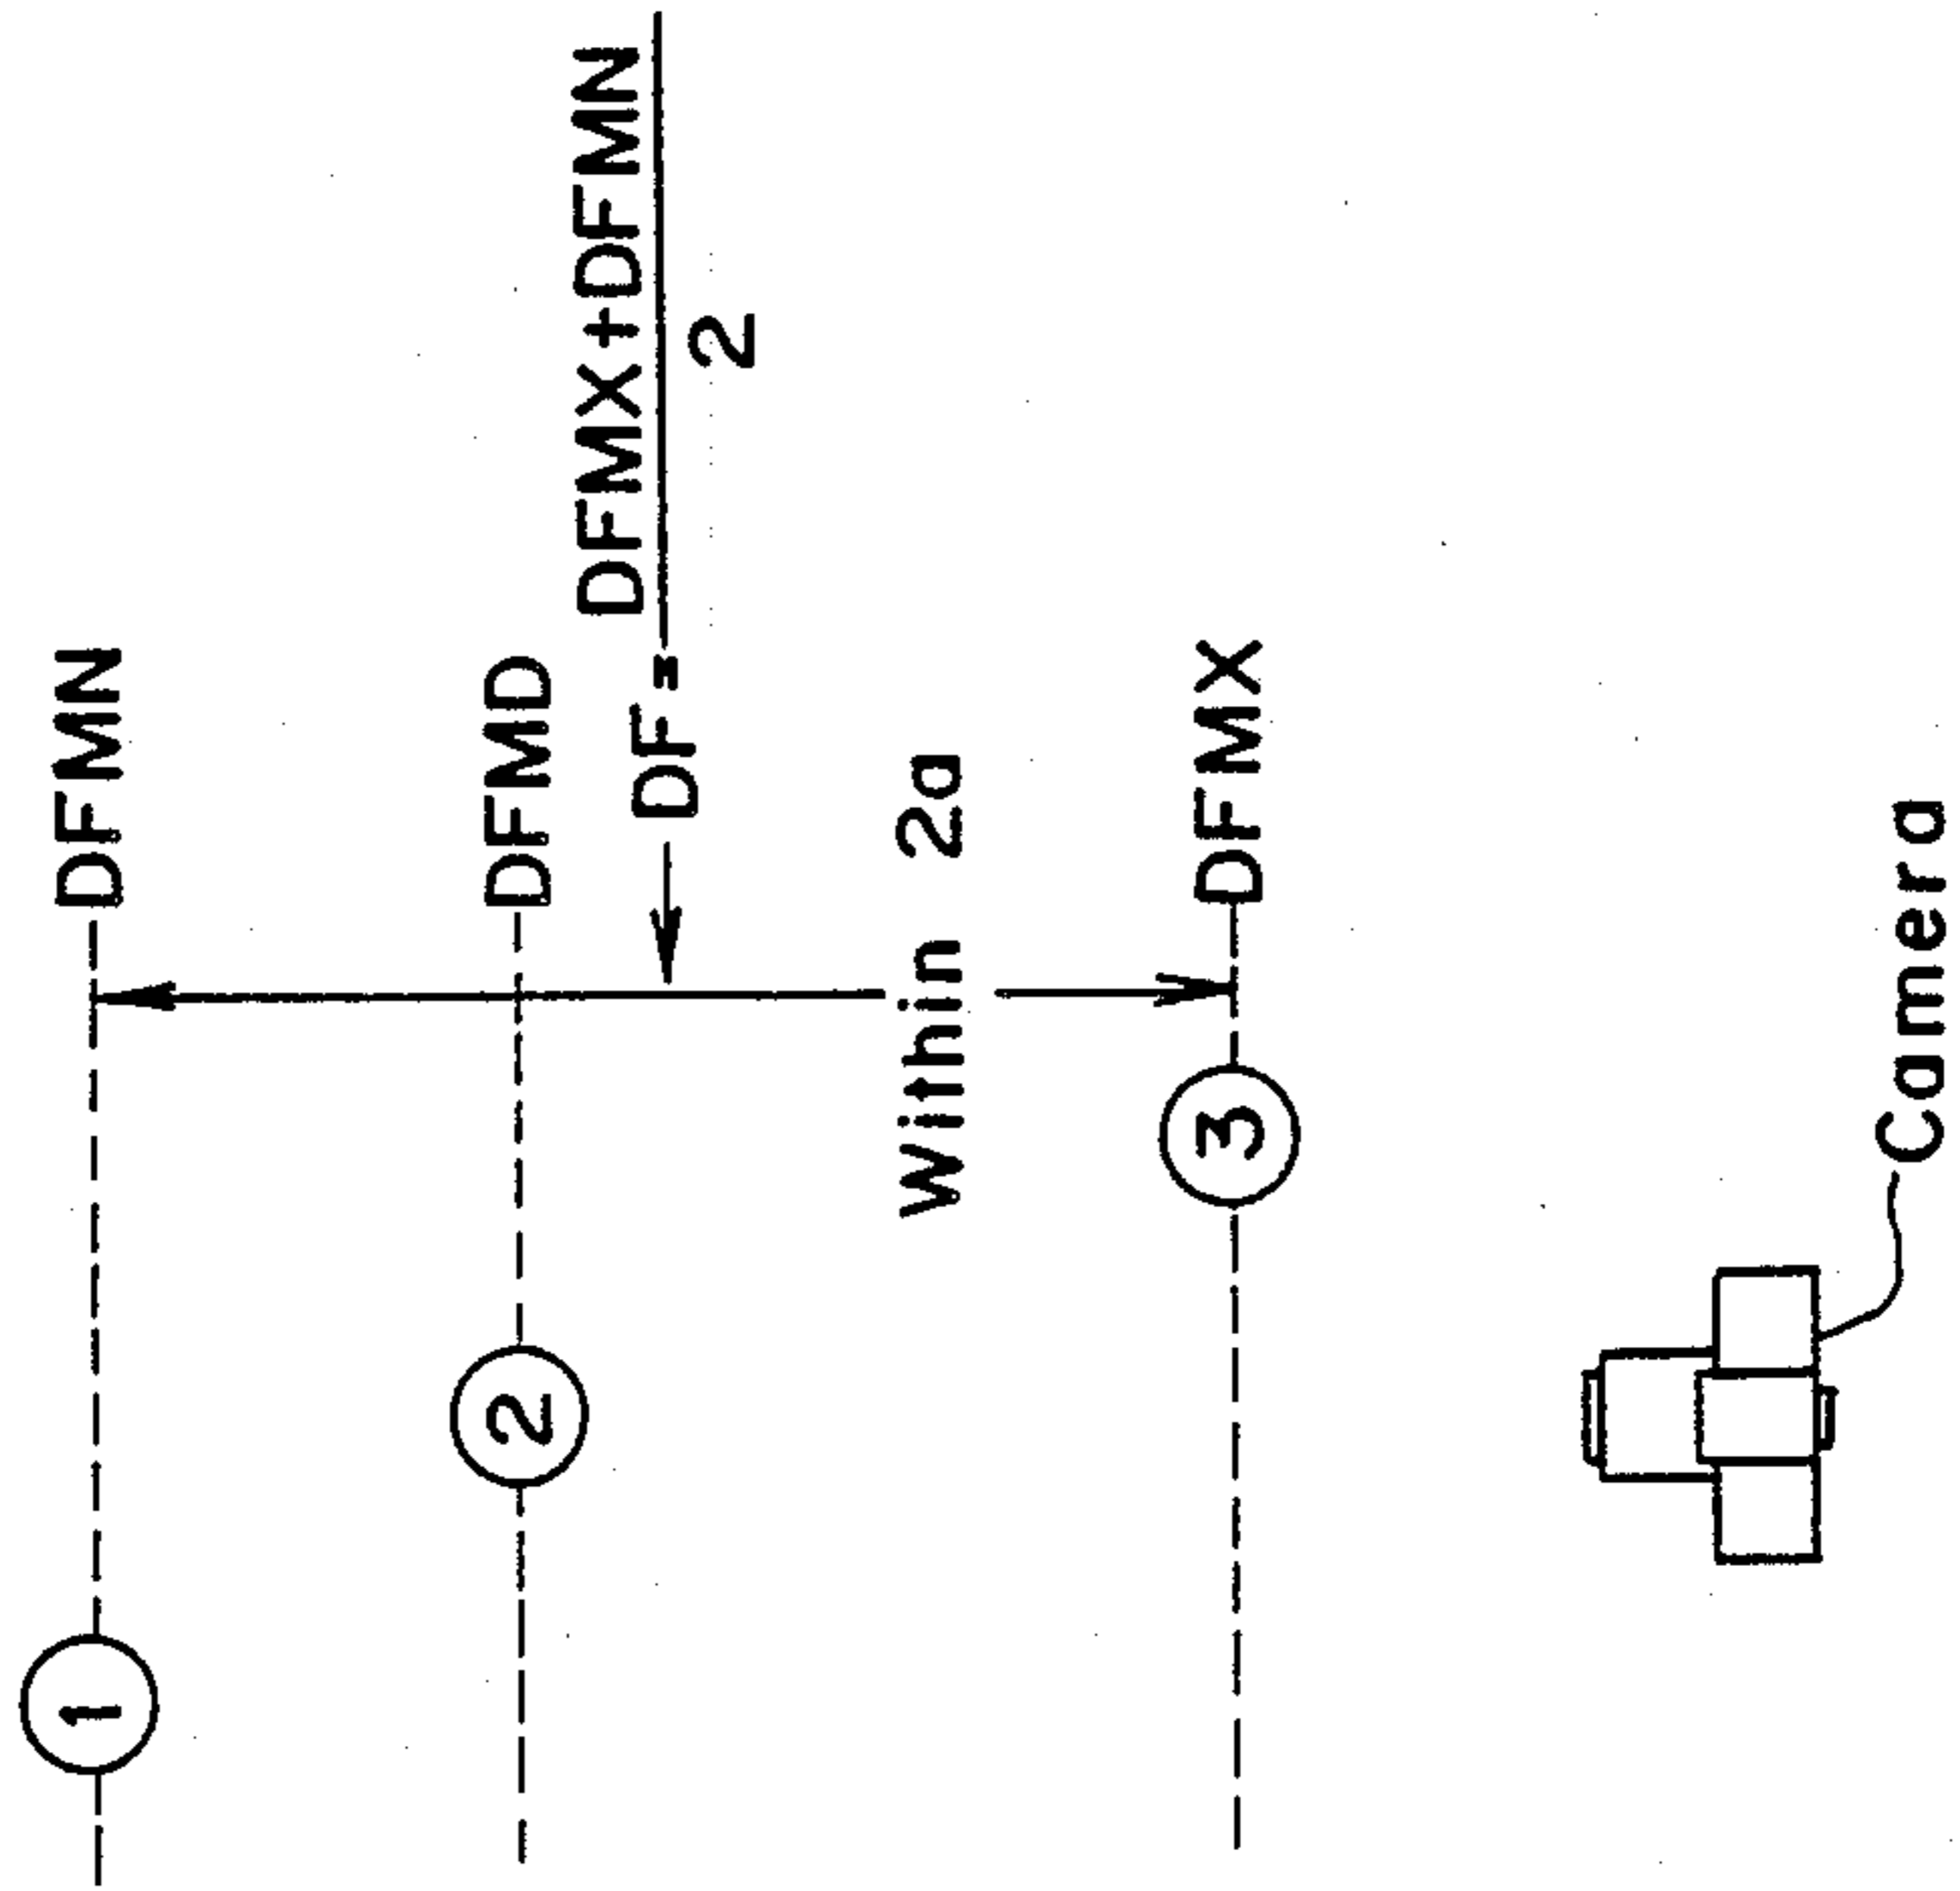 1
DFMN
2
DFMD
DF = DFMX+DFMN
2
Within 2a
3
DFMX
Camera